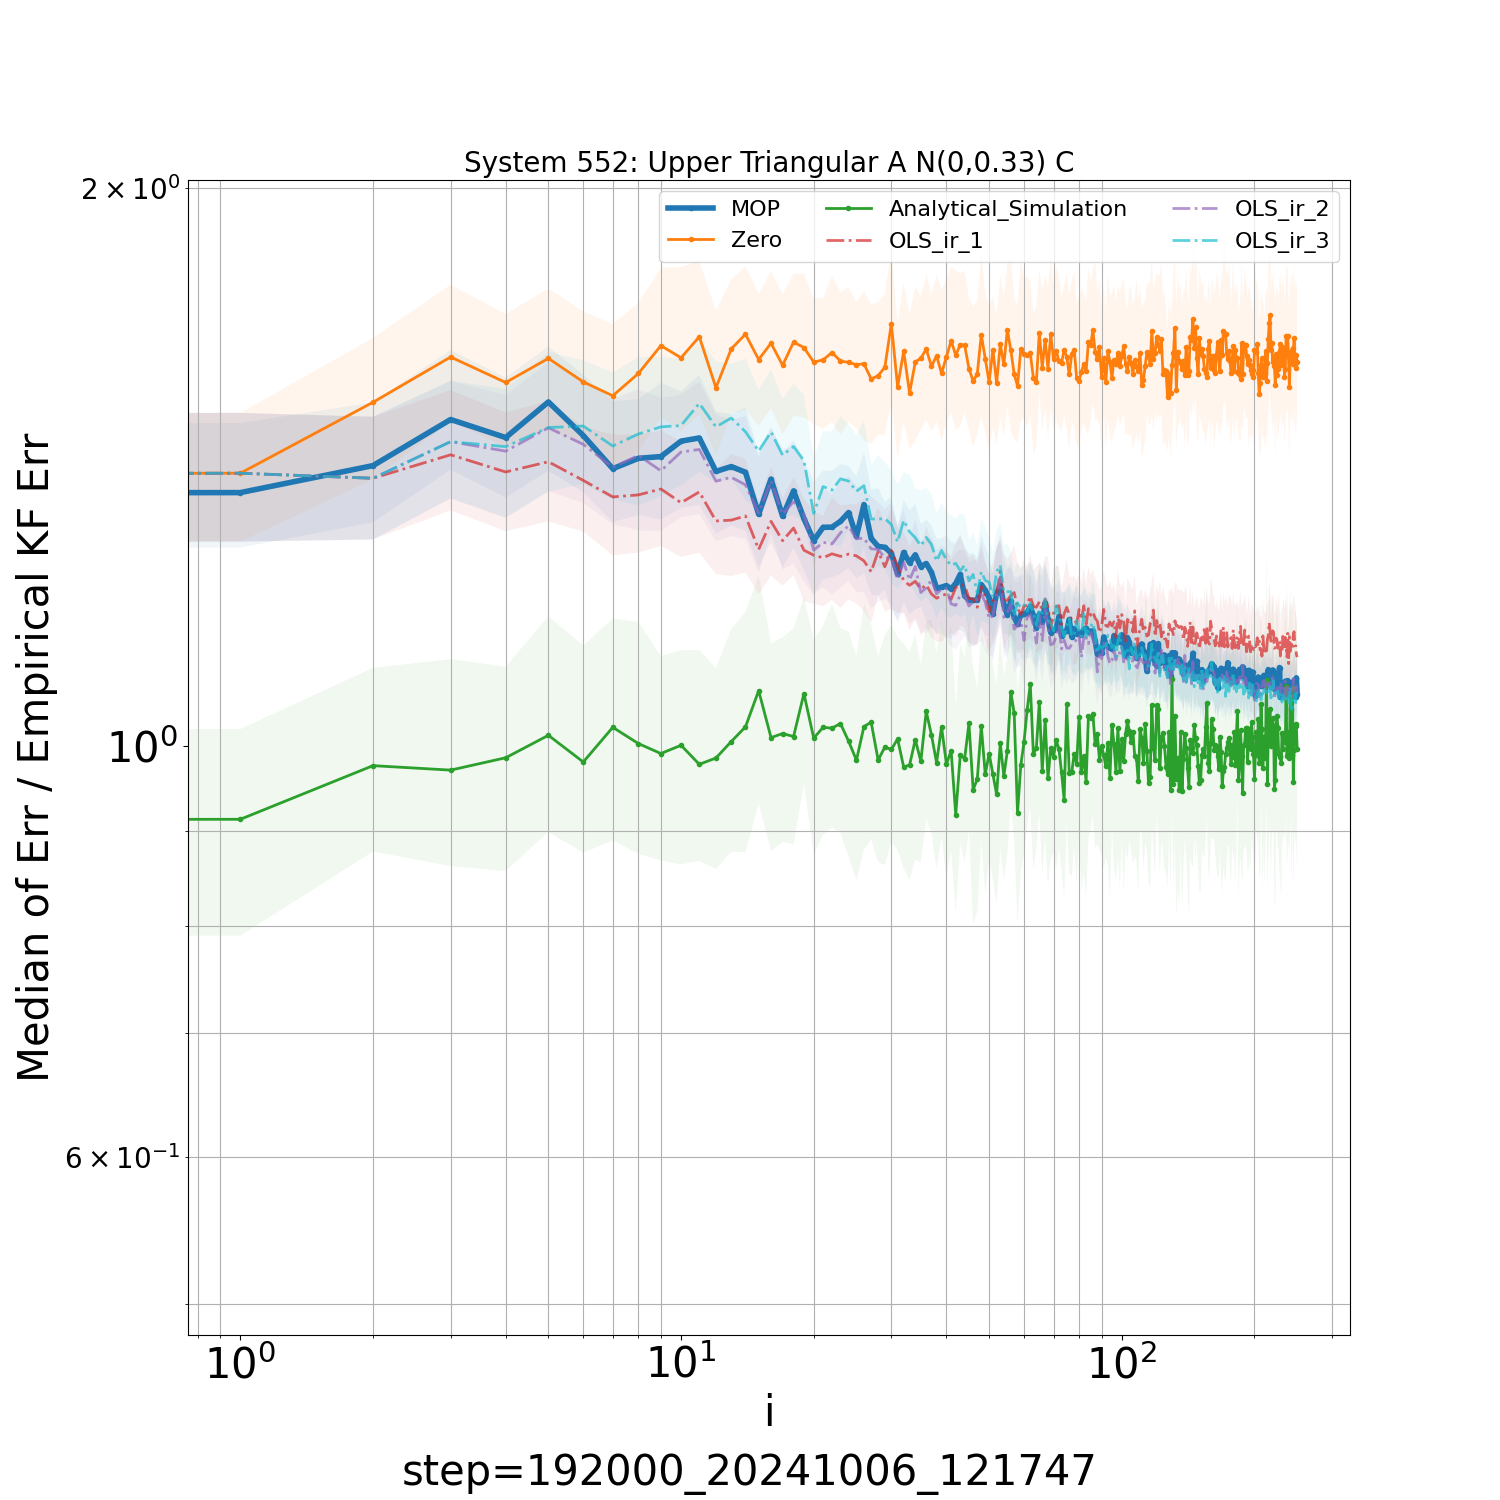 System 552: Upper Triangular A N(0,0.33) C
MOP
Zero
Analytical_Simulation
OLS_ir_1
OLS_ir_2
OLS_ir_3
Median of Err / Empirical KF Err
2 × 10⁰
10⁰
6 × 10⁻¹
10⁰ 10¹ 10²
i
step=192000_20241006_121747